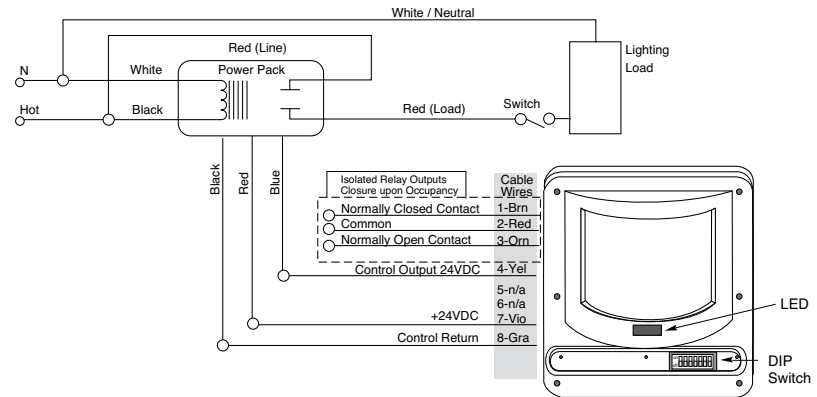 White / Neutral
Red (Line)
Lighting
Load
N
White
Power Pack
Hot
Black
Red (Load)
Switch
Black
Red
Blue
Isolated Relay Outputs
Closure upon Occupancy
Cable
Wires
Normally Closed Contact 1-Brn
Common 2-Red
Normally Open Contact 3-Orn
Control Output 24VDC 4-Yel
5-n/a
6-n/a
+24VDC 7-Vio
Control Return 8-Gra
LED
DIP
Switch